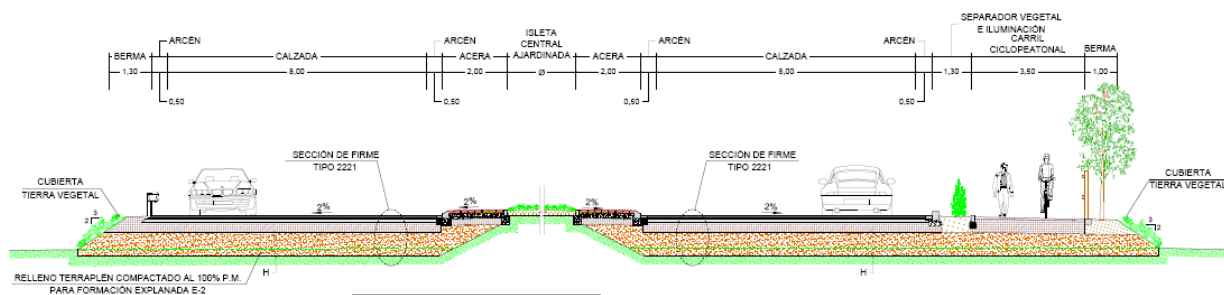 SEPARADOR VEGETAL
E ILUMINACIÓN
CARRIL
CICLOPEATONAL
ISLETA
CENTRAL
AJARDINADA
ARCÉN
ARCÉN
ARCÉN
ARCÉN
BERMA
CALZADA
ACERA
ACERA
CALZADA
BERMA
1,30
8,00
2,00
Ø
2,00
8,00
1,30
3,50
1,00
0,50
0,50
0,50
0,50
SECCIÓN DE FIRME
TIPO 2221
SECCIÓN DE FIRME
TIPO 2221
CUBIERTA
TIERRA VEGETAL
CUBIERTA
TIERRA VEGETAL
3
2
2%
2%
2%
2%
3
2
H
H
RELLENO TERRAPLÉN COMPACTADO AL 100% P.M.
PARA FORMACIÓN EXPLANADA E-2